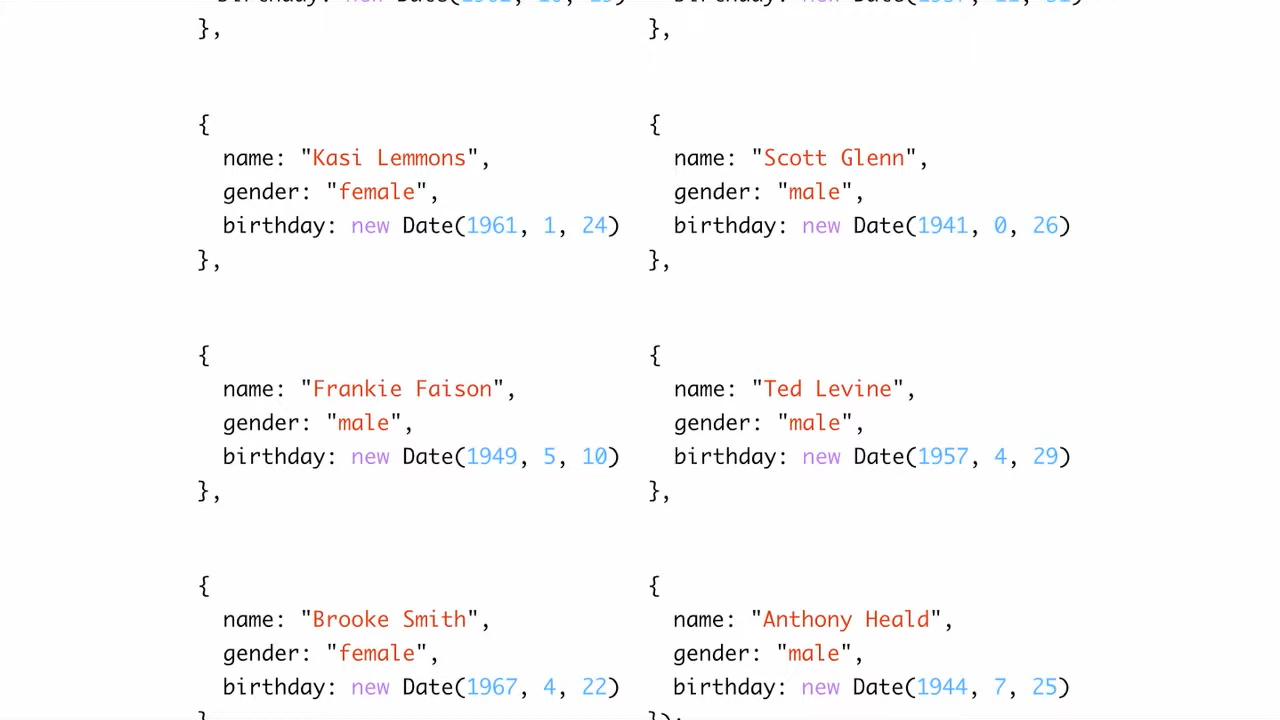 },
{
  name: "Kasi Lemmons",
  gender: "female",
  birthday: new Date(1961, 1, 24)
},
{
  name: "Frankie Faison",
  gender: "male",
  birthday: new Date(1949, 5, 10)
},
{
  name: "Brooke Smith",
  gender: "female",
  birthday: new Date(1967, 4, 22)
},
{
  name: "Scott Glenn",
  gender: "male",
  birthday: new Date(1941, 0, 26)
},
{
  name: "Ted Levine",
  gender: "male",
  birthday: new Date(1957, 4, 29)
},
{
  name: "Anthony Heald",
  gender: "male",
  birthday: new Date(1944, 7, 25)